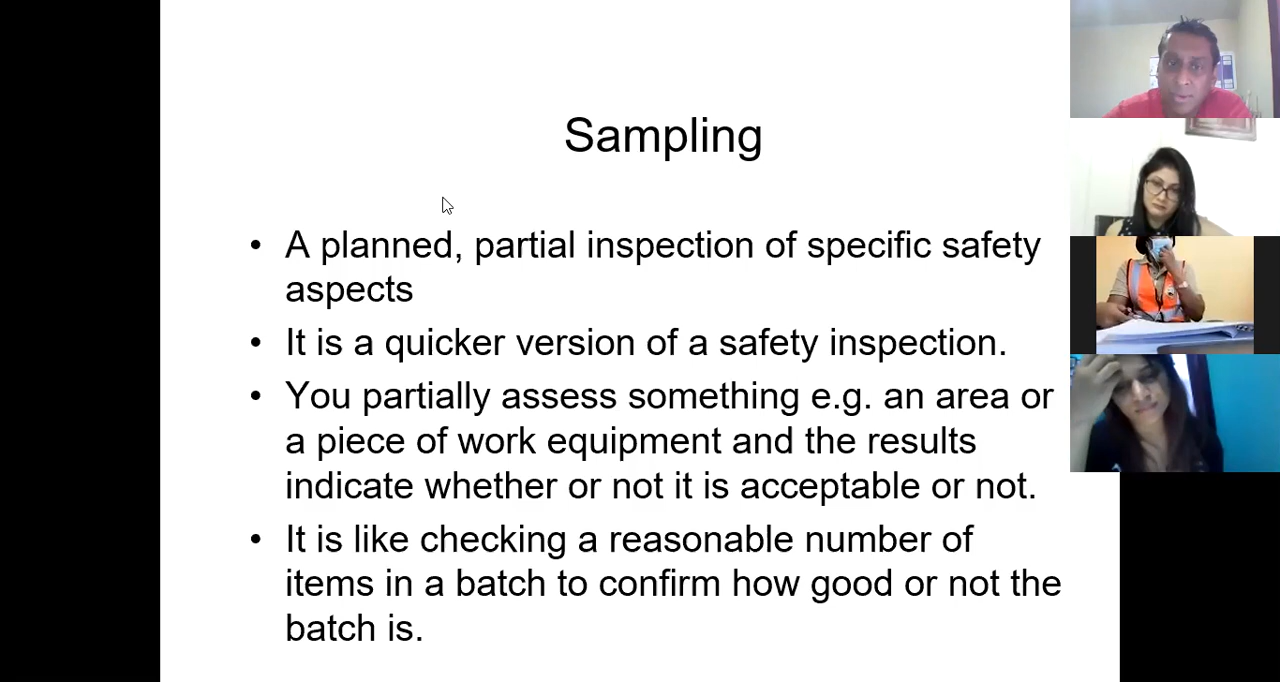 Sampling
• A planned, partial inspection of specific safety
aspects
• It is a quicker version of a safety inspection.
• You partially assess something e.g. an area or
a piece of work equipment and the results
indicate whether or not it is acceptable or not.
• It is like checking a reasonable number of
items in a batch to confirm how good or not the
batch is.